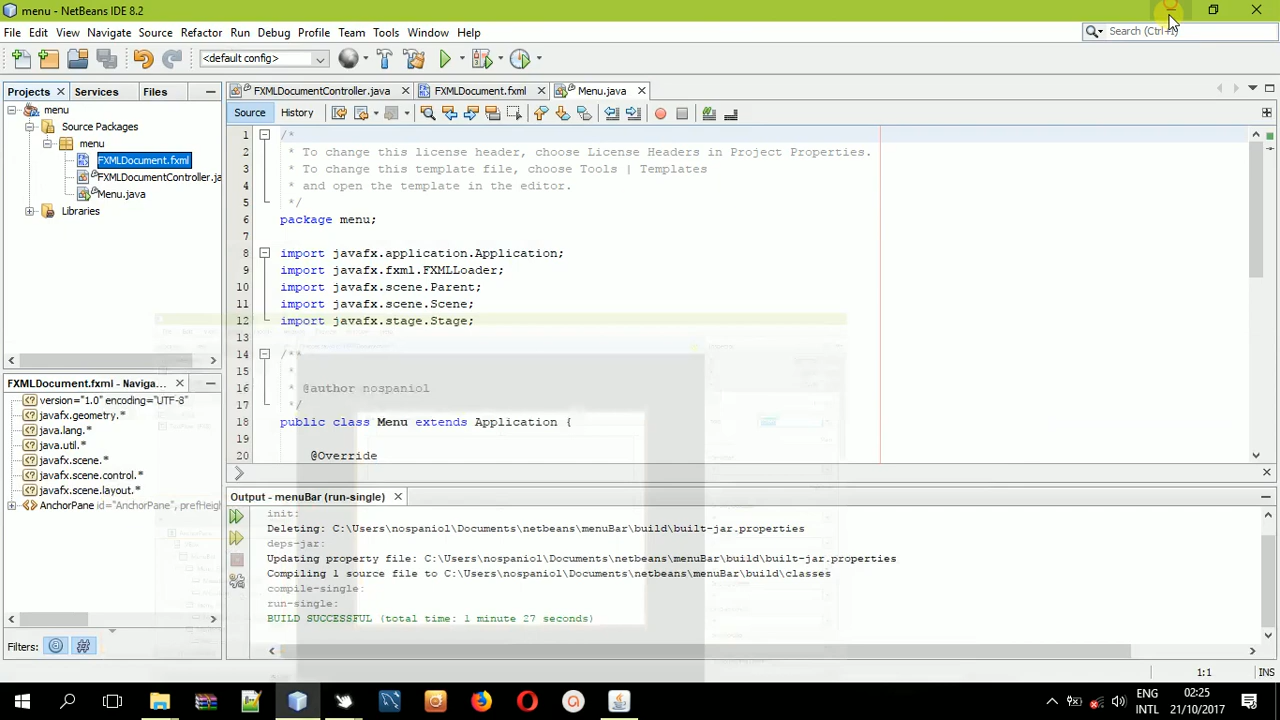 menu - NetBeans IDE 8.2
File Edit View Navigate Source Refactor Run Debug Profile Team Tools Window Help
Search (Ctrl+I)
<default config>
Projects Services Files
FXMLDocumentController.java FXMLDocument.fxml Menu.java
Source History
menu
Source Packages
menu
FXMLDocument.fxml
FXMLDocumentController.ja
Menu.java
Libraries
1 /*
2 * To change this license header, choose License Headers in Project Properties.
3 * To change this template file, choose Tools | Templates
4 * and open the template in the editor.
5 */
6 package menu;
7
8 import javafx.application.Application;
9 import javafx.fxml.FXMLLoader;
10 import javafx.scene.Parent;
11 import javafx.scene.Scene;
12 import javafx.stage.Stage;
13
14 /**
15 *
16 * @author nospaniol
17 */
18 public class Menu extends Application {
19
20 @Override
FXMLDocument.fxml - Naviga...
version="1.0" encoding="UTF-8"
javafx.geometry.*
java.lang.*
java.util.*
javafx.scene.*
javafx.scene.control.*
javafx.scene.layout.*
AnchorPane id="AnchorPane", prefHeig
Filters:
Output - menuBar (run-single)
init:
Deleting: C:\Users\nospaniol\Documents\netbeans\menuBar\build\built-jar.properties
deps-jar:
Updating property file: C:\Users\nospaniol\Documents\netbeans\menuBar\build\built-jar.properties
Compiling 1 source file to C:\Users\nospaniol\Documents\netbeans\menuBar\build\classes
compile-single:
run-single:
BUILD SUCCESSFUL (total time: 1 minute 27 seconds)
1:1 INS
ENG
INTL
02:25
21/10/2017